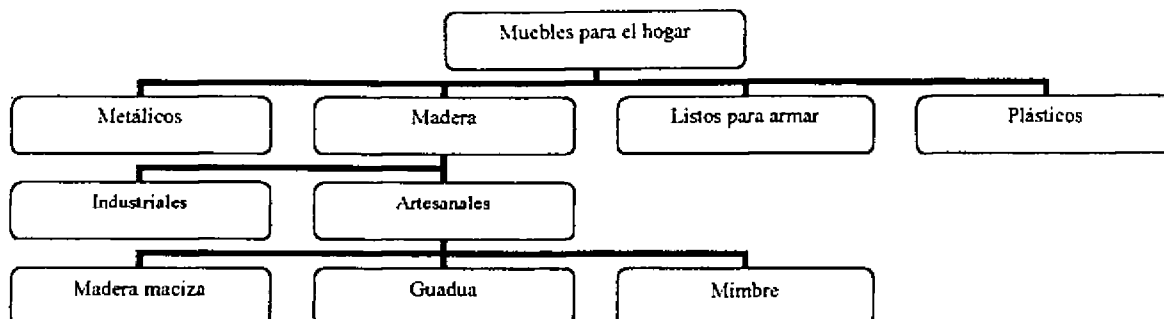 Muebles para el hogar
Metálicos
Madera
Listos para armar
Plásticos
Industriales
Artesanales
Madera maciza
Guadua
Mimbre